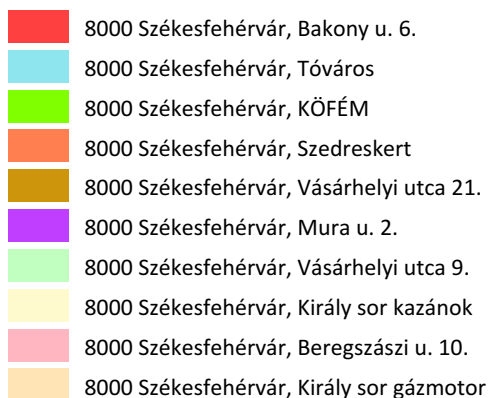 8000 Székesfehérvár, Bakony u. 6.
8000 Székesfehérvár, Tóváros
8000 Székesfehérvár, KÖFÉM
8000 Székesfehérvár, Szedreskert
8000 Székesfehérvár, Vásárhelyi utca 21.
8000 Székesfehérvár, Mura u. 2.
8000 Székesfehérvár, Vásárhelyi utca 9.
8000 Székesfehérvár, Király sor kazánok
8000 Székesfehérvár, Beregszászi u. 10.
8000 Székesfehérvár, Király sor gázmotor